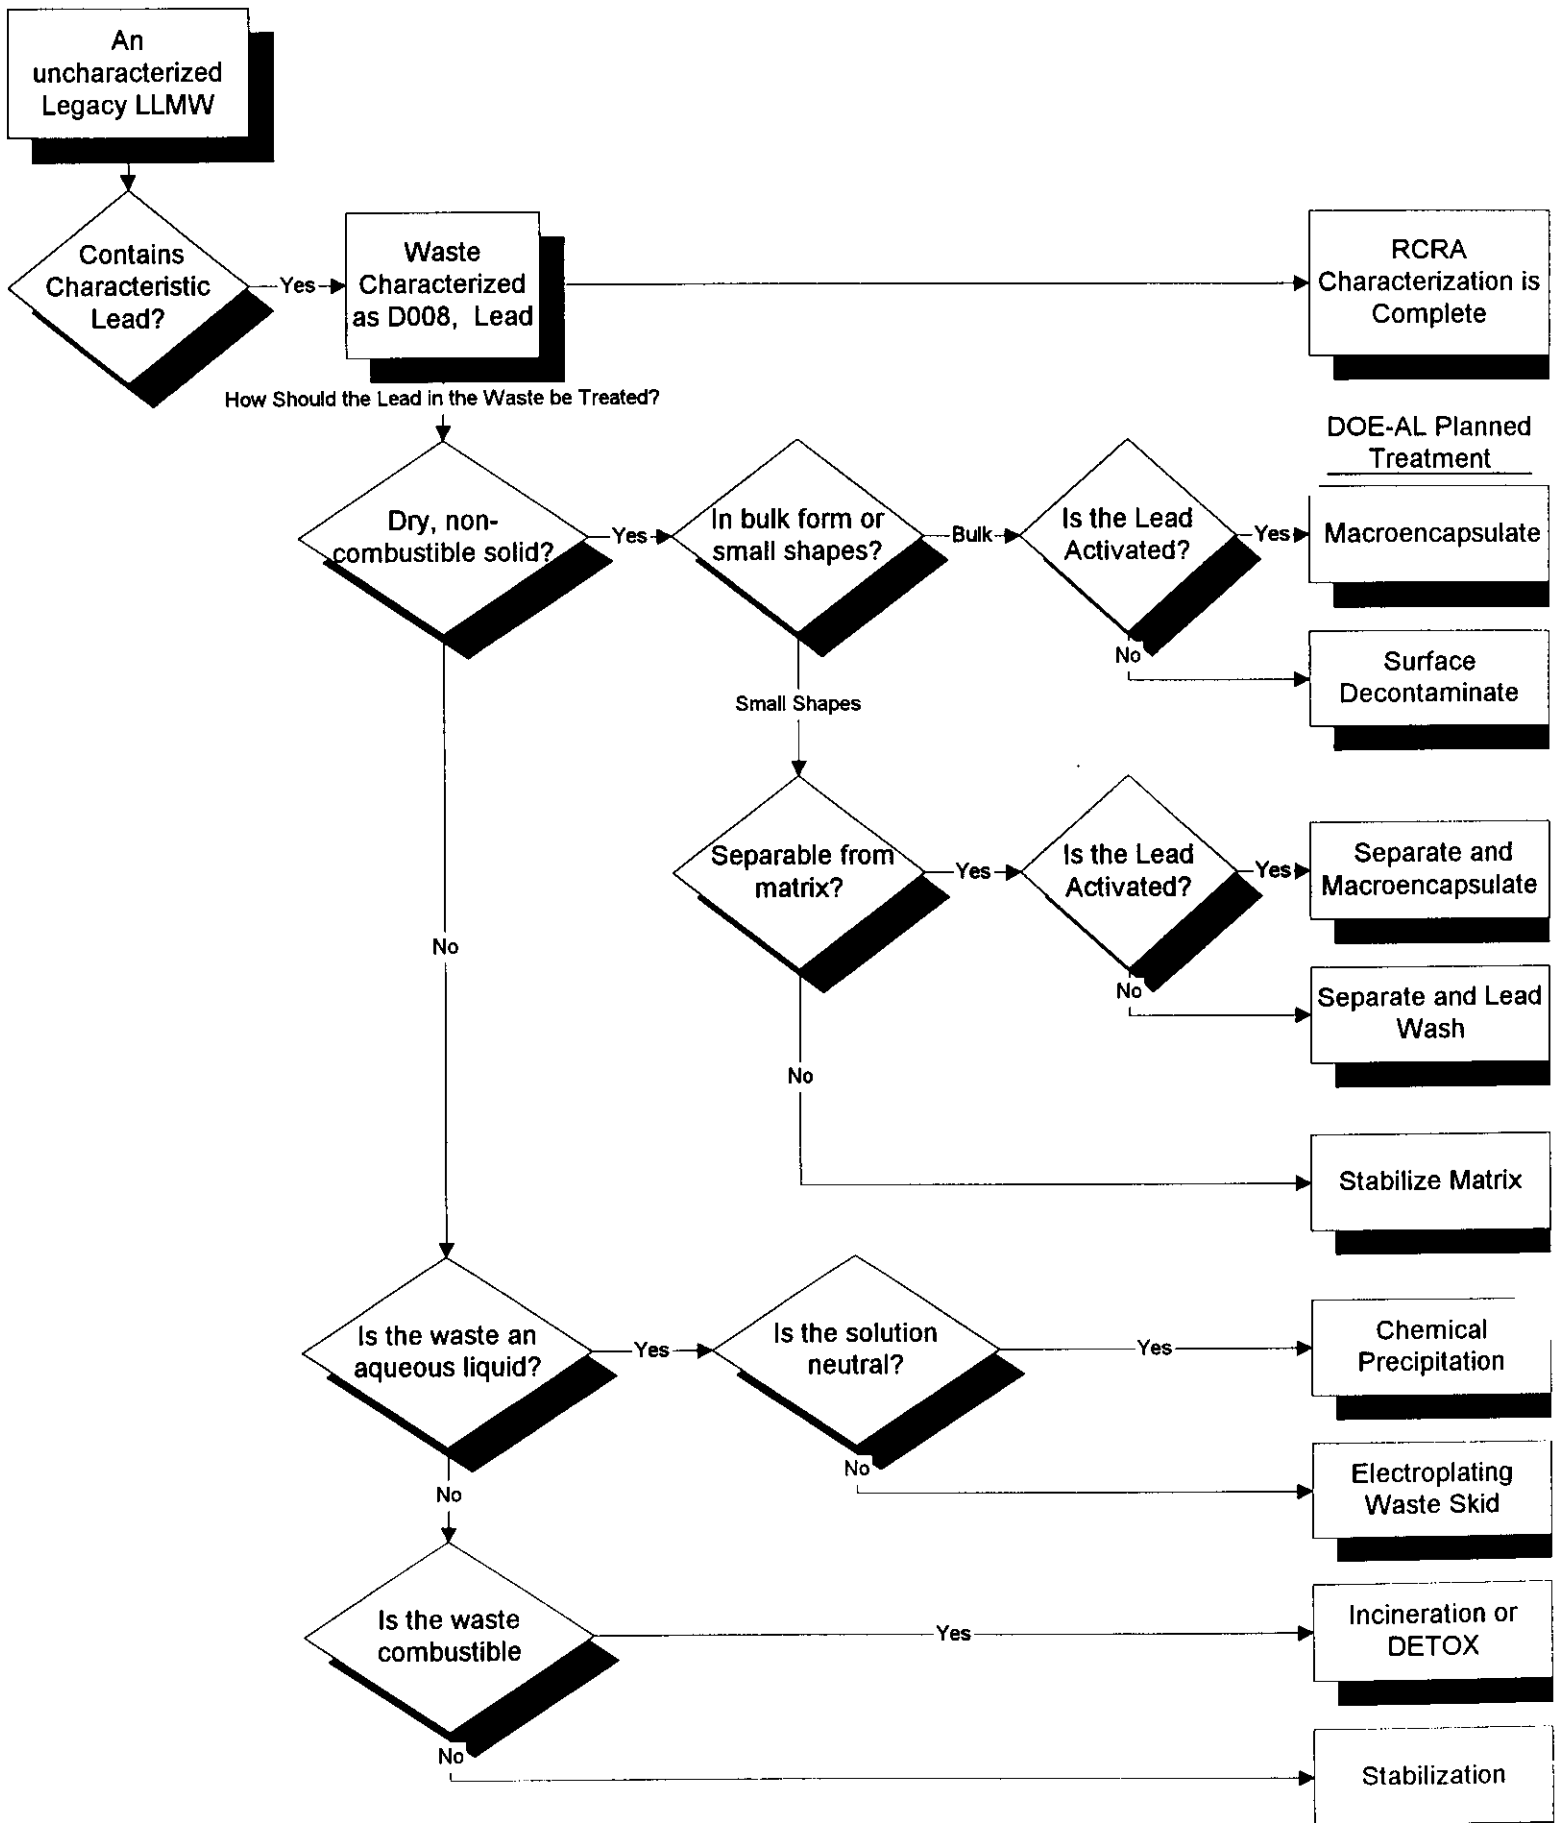 An
uncharacterized
Legacy LLMW
Contains
Characteristic
Lead?
Yes
Waste
Characterized
as D008, Lead
RCRA
Characterization is
Complete
How Should the Lead in the Waste be Treated?
DOE-AL Planned
Treatment
Dry, non-
combustible solid?
Yes
In bulk form or
small shapes?
Bulk
Is the Lead
Activated?
Yes
Macroencapsulate
No
Surface
Decontaminate
Small Shapes
Separable from
matrix?
Yes
Is the Lead
Activated?
Yes
Separate and
Macroencapsulate
No
Separate and Lead
Wash
No
No
Stabilize Matrix
Is the waste an
aqueous liquid?
Yes
Is the solution
neutral?
Yes
Chemical
Precipitation
No
Electroplating
Waste Skid
No
Is the waste
combustible
Yes
Incineration or
DETOX
No
Stabilization